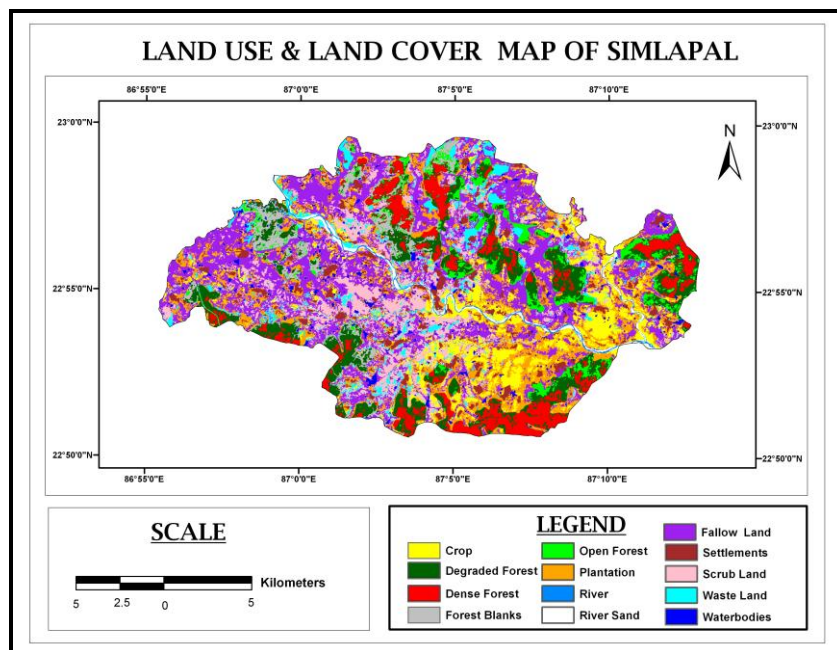 LAND USE & LAND COVER MAP OF SIMLAPAL
86°55'0"E 87°0'0"E 87°5'0"E 87°10'0"E
23°0'0"N 23°0'0"N
N
22°55'0"N 22°55'0"N
22°50'0"N 22°50'0"N
86°55'0"E 87°0'0"E 87°5'0"E 87°10'0"E
SCALE
Kilometers
5 2.5 0 5
LEGEND
Crop
Degraded Forest
Dense Forest
Forest Blanks
Open Forest
Plantation
River
River Sand
Fallow Land
Settlements
Scrub Land
Waste Land
Waterbodies